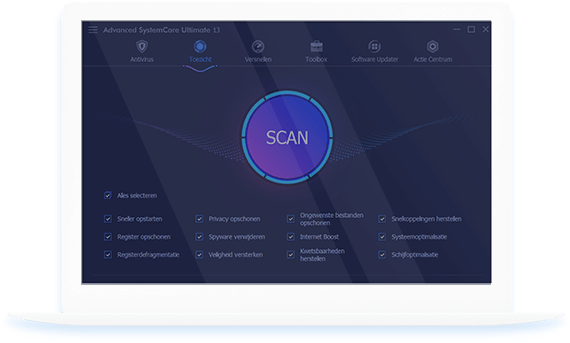 Advanced SystemCare Ultimate 13
Antivirus
Toezicht
Versnellen
Toolbox
Software Updater
Actie Centrum
SCAN
Alles selecteren
Sneller opstarten
Privacy opschonen
Ongewenste bestanden
opschonen
Snelkoppelingen herstellen
Register opschonen
Spyware verwijderen
Internet Boost
Systeemoptimalisatie
Registerdefragmentatie
Veiligheid versterken
Kwetsbaarheden
herstellen
Schijfoptimalisatie